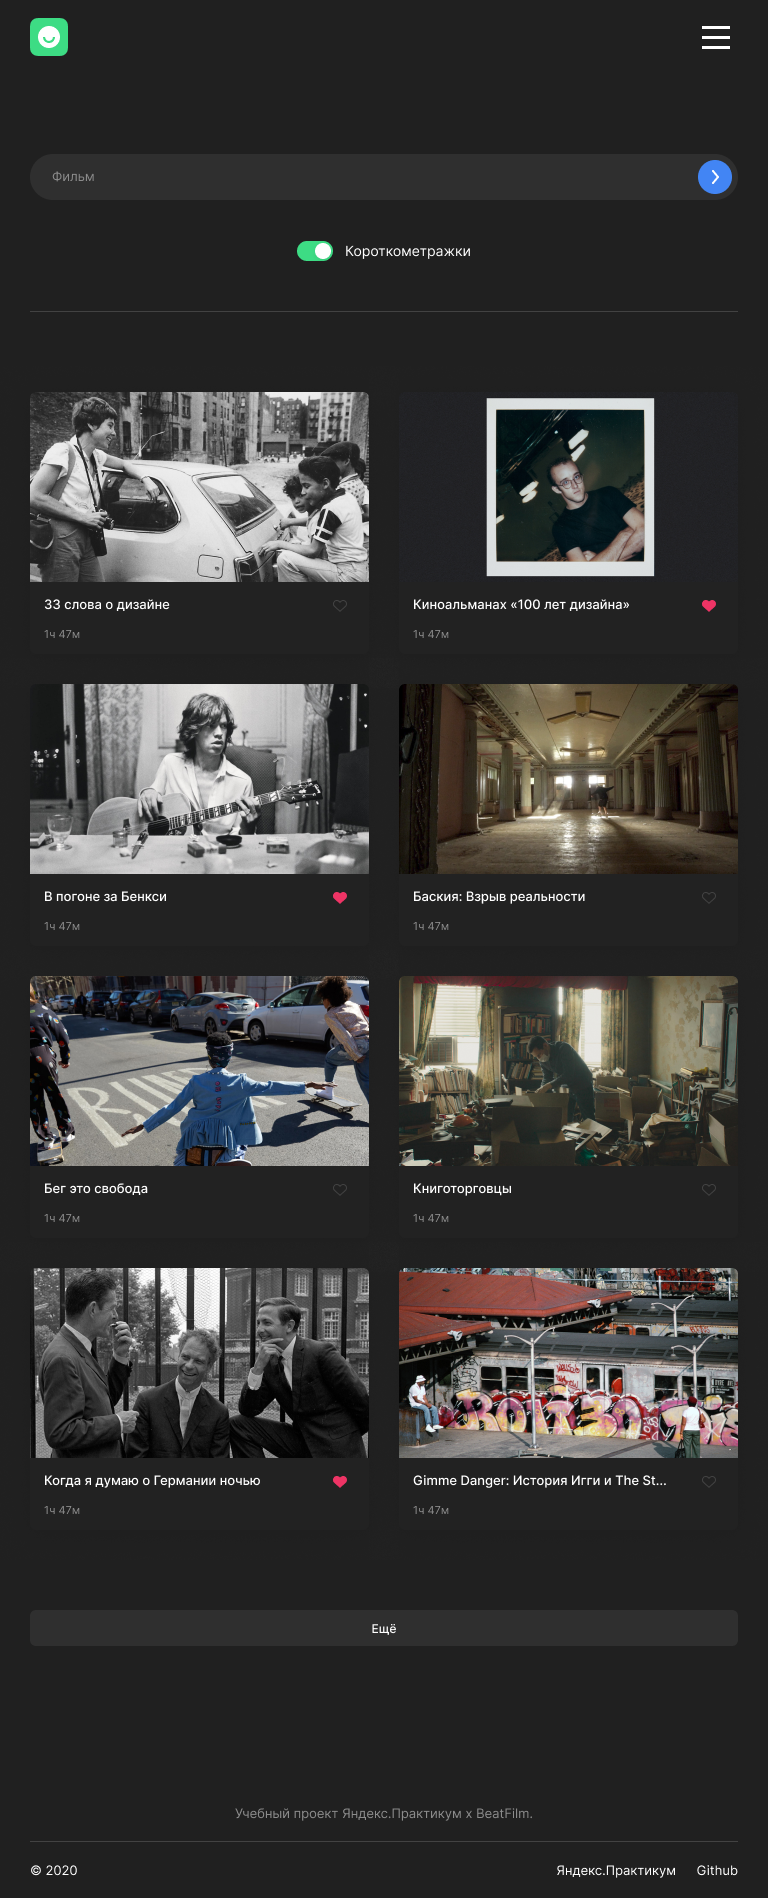 Фильм
Короткометражки
33 слова о дизайне
1ч 47м
Киноальманах «100 лет дизайна»
1ч 47м
В погоне за Бенкси
1ч 47м
Баския: Взрыв реальности
1ч 47м
Бег это свобода
1ч 47м
Книготорговцы
1ч 47м
Когда я думаю о Германии ночью
1ч 47м
Gimme Danger: История Игги и The St...
1ч 47м
Ещё
Учебный проект Яндекс.Практикум х BeatFilm.
© 2020
Яндекс.Практикум
Github